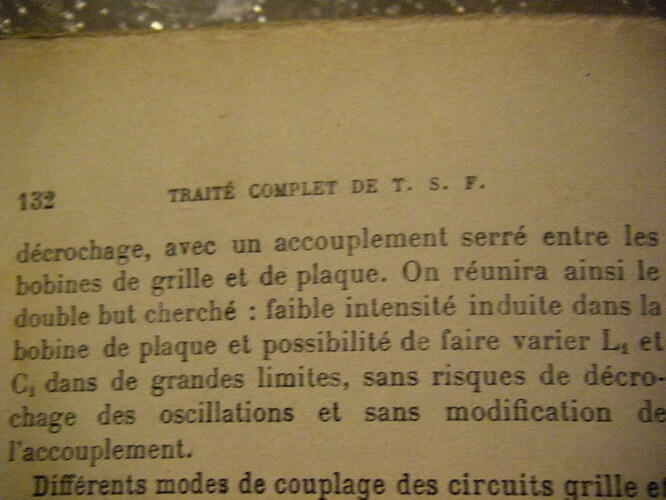 132 TRAITÉ COMPLET DE T. S. F.
décrochage, avec un accouplement serré entre les
bobines de grille et de plaque. On réunira ainsi le
double but cherché : faible intensité induite dans la
bobine de plaque et possibilité de faire varier L₁ et
C₁ dans de grandes limites, sans risques de décro-
chage des oscillations et sans modification de
l'accouplement.
Différents modes de couplage des circuits grille et